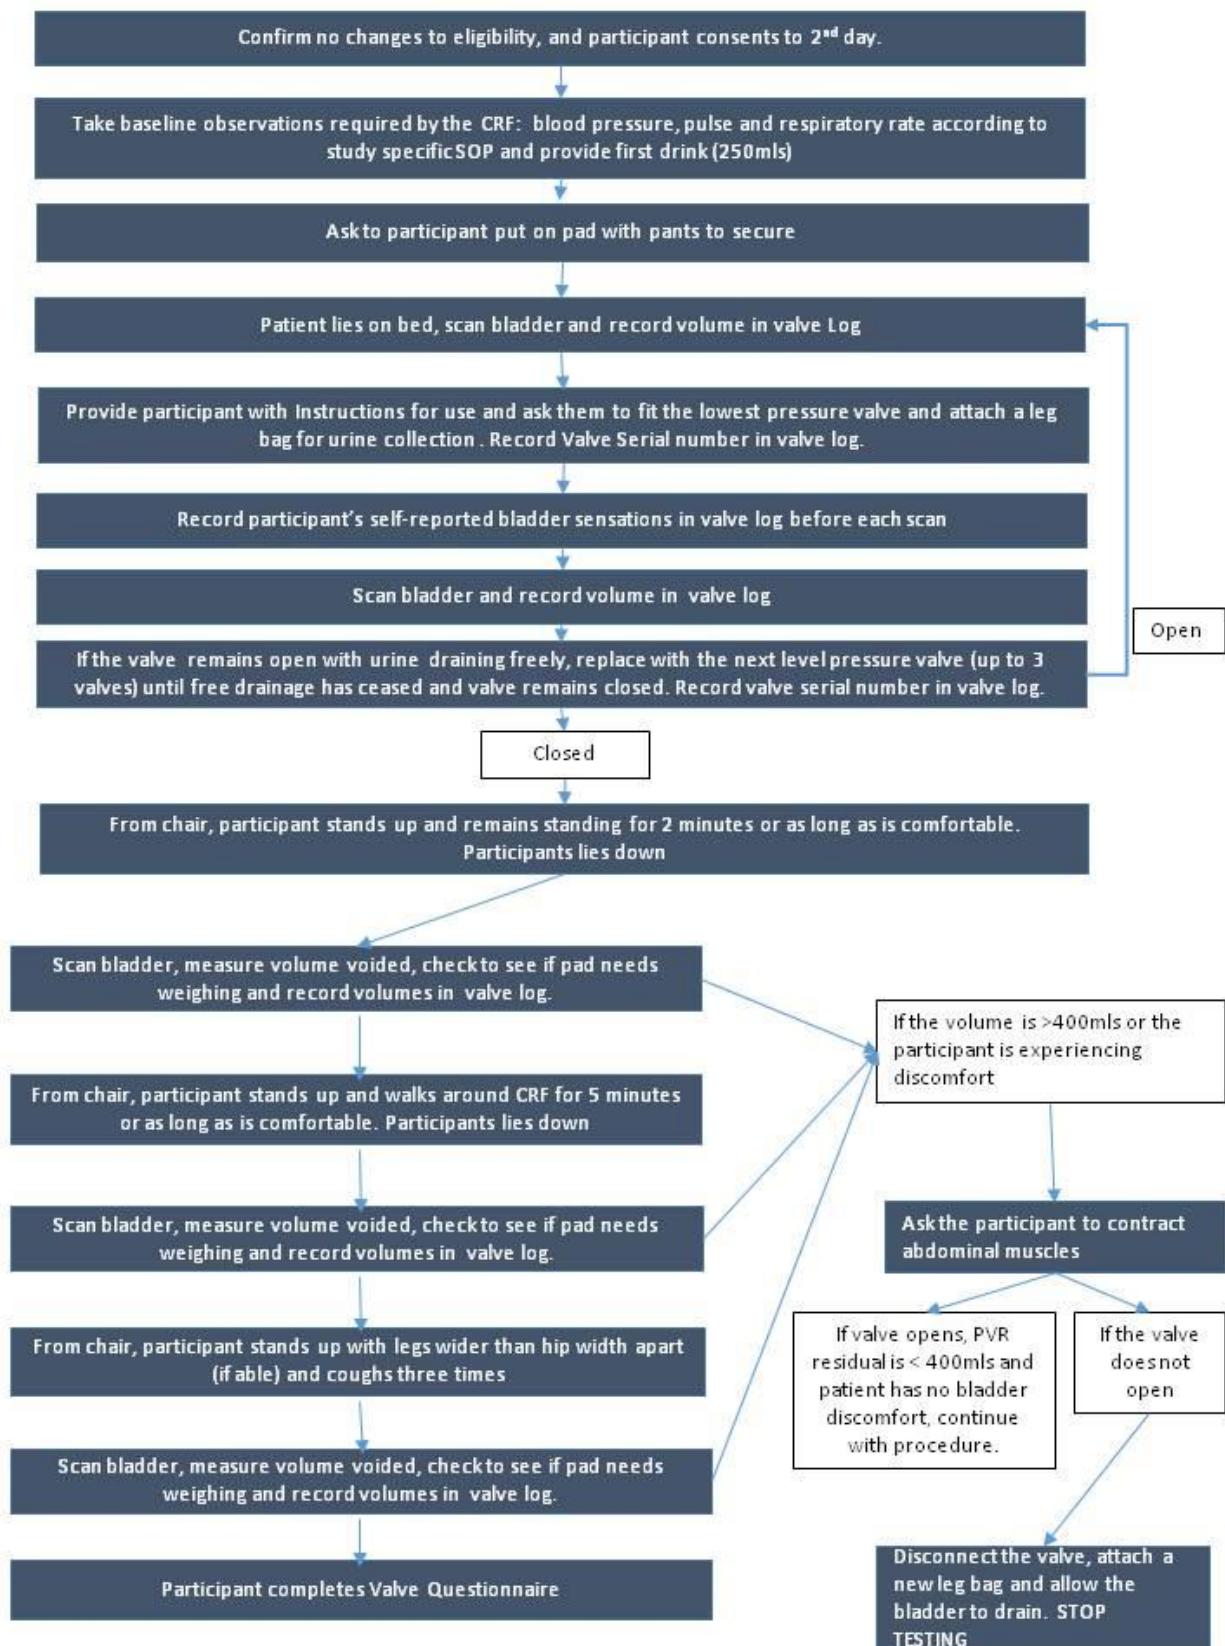 Confirm no changes to eligibility, and participant consents to 2nd day.
Take baseline observations required by the CRF: blood pressure, pulse and respiratory rate according to
study specific SOP and provide first drink (250mls)
Ask to participant put on pad with pants to secure
Patient lies on bed, scan bladder and record volume in valve Log
Provide participant with Instructions for use and ask them to fit the lowest pressure valve and attach a leg
bag for urine collection . Record Valve Serial number in valve log.
Record participant's self-reported bladder sensations in valve log before each scan
Scan bladder and record volume in valve log
Open
If the valve remains open with urine draining freely, replace with the next level pressure valve (up to 3
valves) until free drainage has ceased and valve remains closed. Record valve serial number in valve log.
Closed
From chair, participant stands up and remains standing for 2 minutes or as long as is comfortable.
Participants lies down
Scan bladder, measure volume voided, check to see if pad needs
weighing and record volumes in valve log.
From chair, participant stands up and walks around CRF for 5 minutes
or as long as is comfortable. Participants lies down
Scan bladder, measure volume voided, check to see if pad needs
weighing and record volumes in valve log.
From chair, participant stands up with legs wider than hip width apart
(if able) and coughs three times
Scan bladder, measure volume voided, check to see if pad needs
weighing and record volumes in valve log.
Participant completes Valve Questionnaire
If the volume is >400mls or the
participant is experiencing
discomfort
Ask the participant to contract
abdominal muscles
If valve opens, PVR
residual is < 400mls and
patient has no bladder
discomfort, continue
with procedure.
If the valve
does not
open
Disconnect the valve, attach a
new leg bag and allow the
bladder to drain. STOP
TESTING